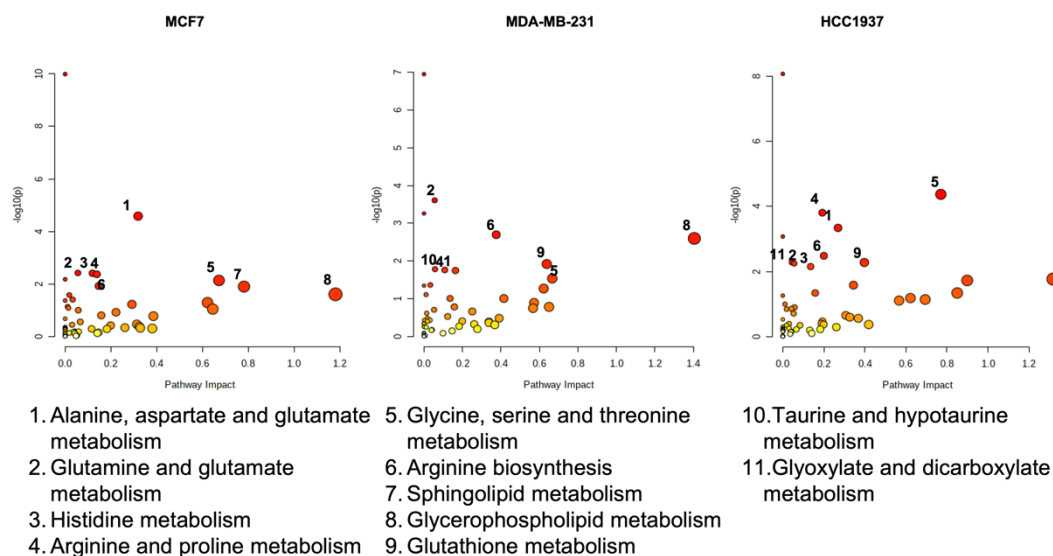 MCF7
MDA-MB-231
HCC1937
10
8
6
4
2
0
-log10(p)
1
2 3 4
6
5
7
8
0.0 0.2 0.4 0.6 0.8 1.0 1.2
Pathway Impact
7
6
5
4
3
2
1
0
-log10(p)
2
6
8
9
10 4 1
5
0.0 0.2 0.4 0.6 0.8 1.0 1.2 1.4
Pathway Impact
8
6
4
2
0
-log10(p)
5
4
1
6
11 2 3
9
0.0 0.2 0.4 0.6 0.8 1.0 1.2
Pathway Impact
1. Alanine, aspartate and glutamate
metabolism
2. Glutamine and glutamate
metabolism
3. Histidine metabolism
4. Arginine and proline metabolism
5. Glycine, serine and threonine
metabolism
6. Arginine biosynthesis
7. Sphingolipid metabolism
8. Glycerophospholipid metabolism
9. Glutathione metabolism
10. Taurine and hypotaurine
metabolism
11. Glyoxylate and dicarboxylate
metabolism